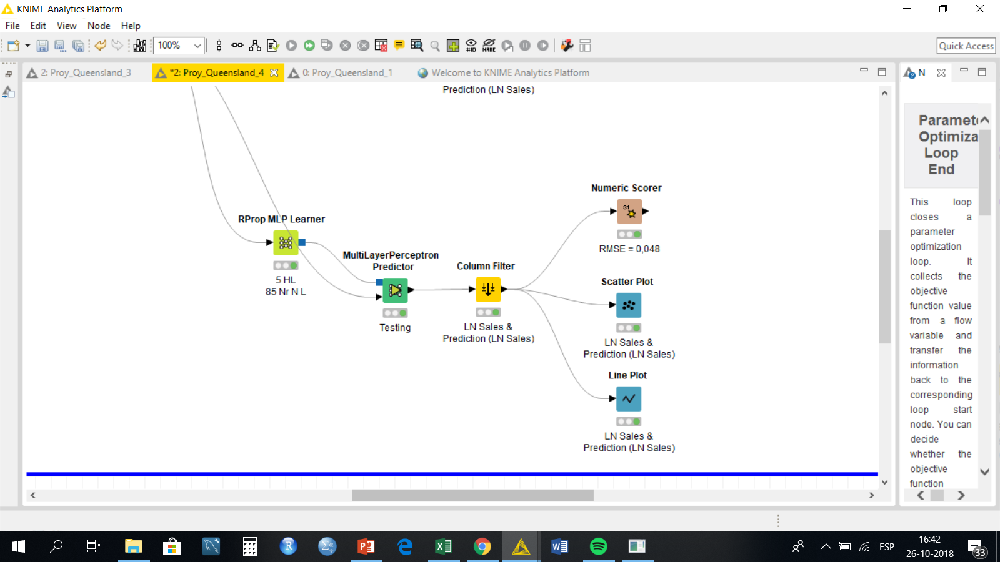 KNIME Analytics Platform
File Edit View Node Help
100%
#ID
NAME
Quick Access
2: Proy_Queensland_3
*2: Proy_Queensland_4
0: Proy_Queensland_1
Welcome to KNIME Analytics Platform
N
Prediction (LN Sales)
RProp MLP Learner
5 HL
85 Nr N L
MultiLayerPerceptron
Predictor
Testing
Column Filter
LN Sales &
Prediction (LN Sales)
Numeric Scorer
31
RMSE = 0,048
Scatter Plot
LN Sales &
Prediction (LN Sales)
Line Plot
LN Sales &
Prediction (LN Sales)
Paramet
Optimiza
Loop
End
This loop
closes a
parameter
optimization
loop. It
collects the
objective
function value
from a flow
variable and
transfer the
information
back to the
corresponding
loop start
node. You can
decide
whether the
objective
function
ESP
16:42
26-10-2018
33